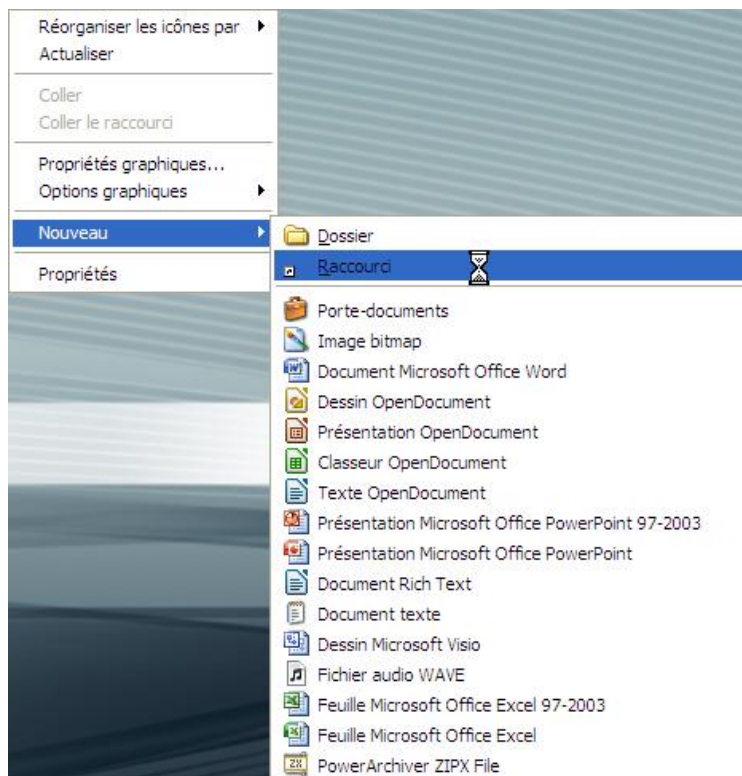 Réorganiser les icônes par
Actualiser
Coller
Coller le raccourci
Propriétés graphiques...
Options graphiques
Nouveau
Propriétés
Dossier
Raccourci
Porte-documents
Image bitmap
Document Microsoft Office Word
Dessin OpenDocument
Présentation OpenDocument
Classeur OpenDocument
Texte OpenDocument
Présentation Microsoft Office PowerPoint 97-2003
Présentation Microsoft Office PowerPoint
Document Rich Text
Document texte
Dessin Microsoft Visio
Fichier audio WAVE
Feuille Microsoft Office Excel 97-2003
Feuille Microsoft Office Excel
PowerArchiver ZIPX File